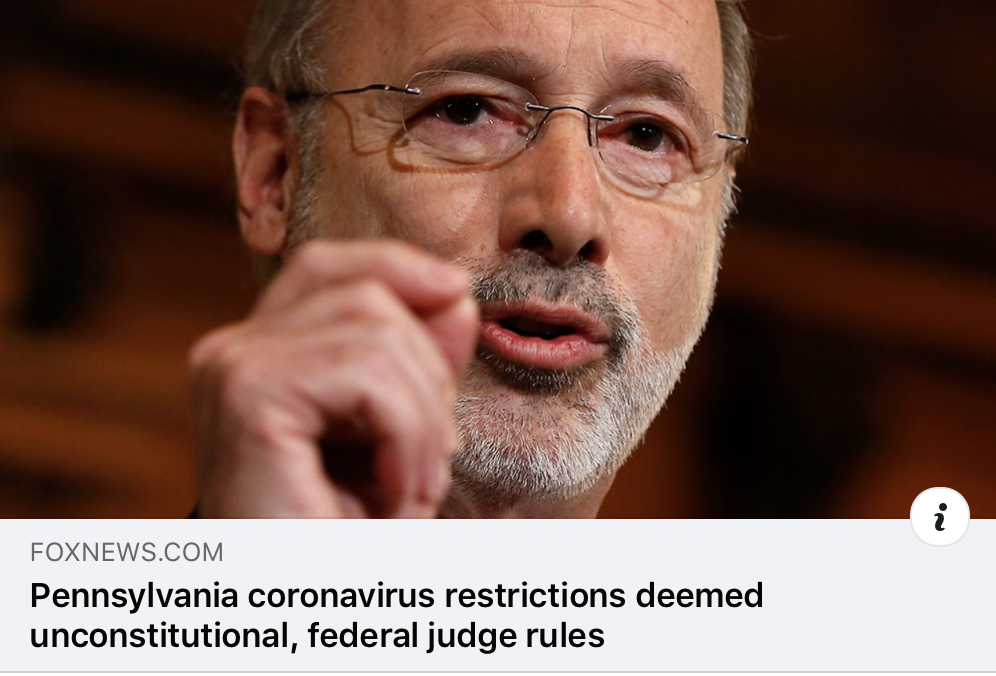 FOXNEWS.COM
Pennsylvania coronavirus restrictions deemed
unconstitutional, federal judge rules